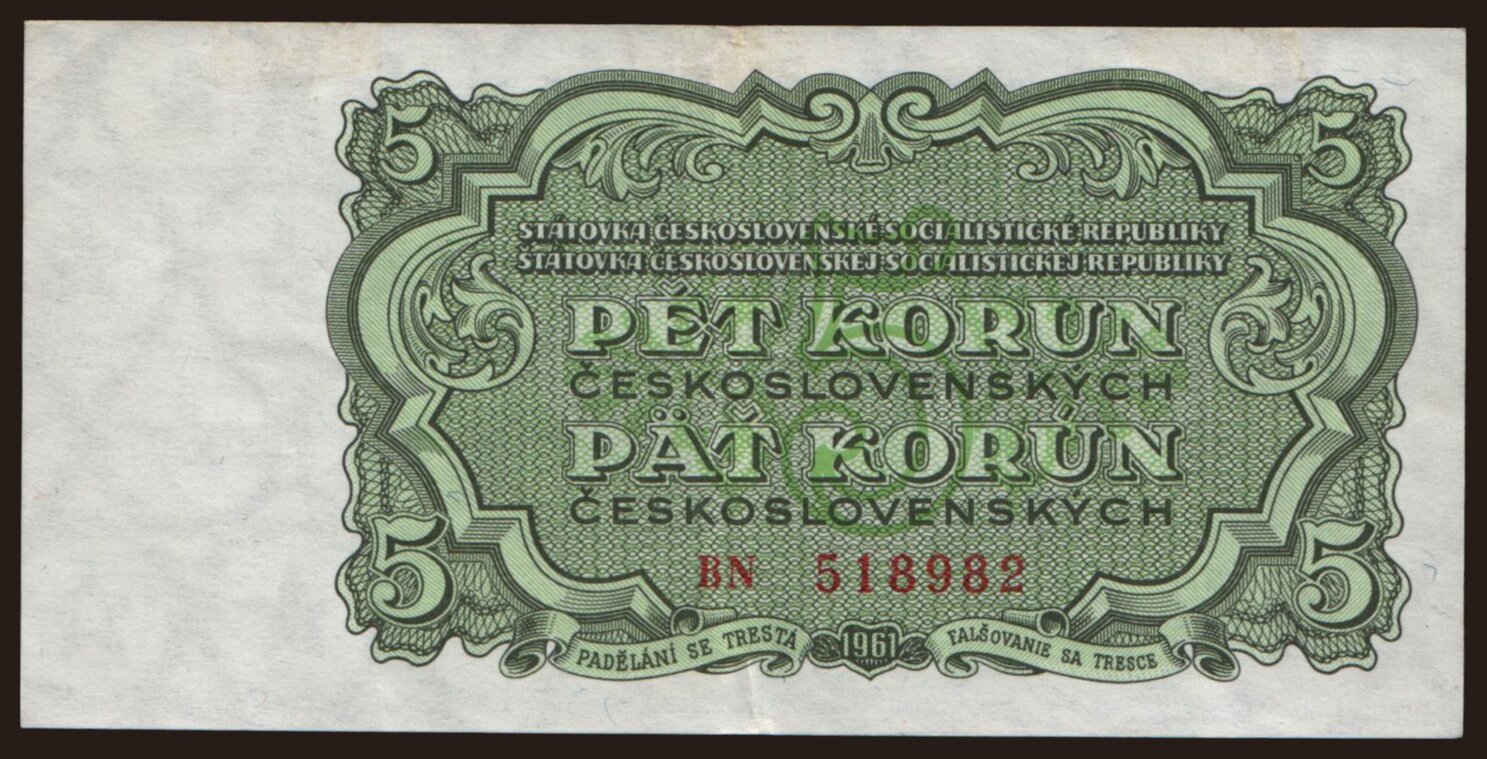 5 5
STÁTOVKA ČESKOSLOVENSKÉ SOCIALISTICKÉ REPUBLIKY
ŠTÁTOVKA ČESKOSLOVENSKEJ SOCIALISTICKEJ REPUBLIKY
PĚT KORUN
ČESKOSLOVENSKÝCH
PÄŤ KORÚN
ČESKOSLOVENSKÝCH
BN 518982
5 5
PADĚLÁNÍ SE TRESTÁ 1961 FALŠOVANIE SA TRESCE